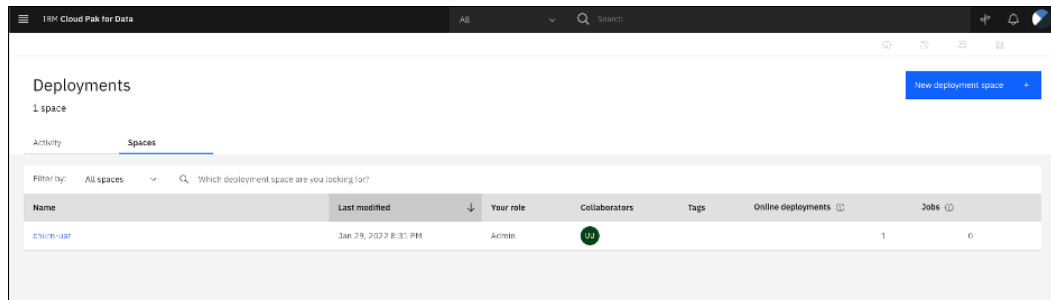 IBM Cloud Pak for Data All Search
Deployments
New deployment space +
1 space
Activity Spaces
Filter by: All spaces Which deployment space are you looking for?
Name Last modified Your role Collaborators Tags Online deployments Jobs
churn-uat Jan 29, 2022 8:31 PM Admin UU 1 0